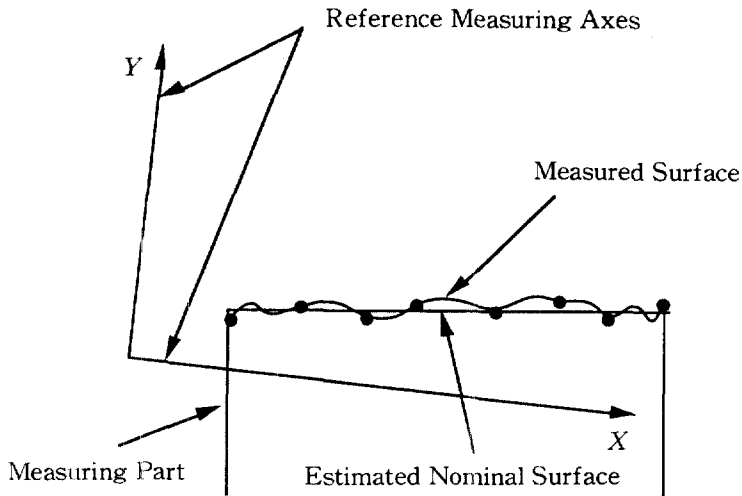 Reference Measuring Axes
Y
Measured Surface
X
Measuring Part
Estimated Nominal Surface